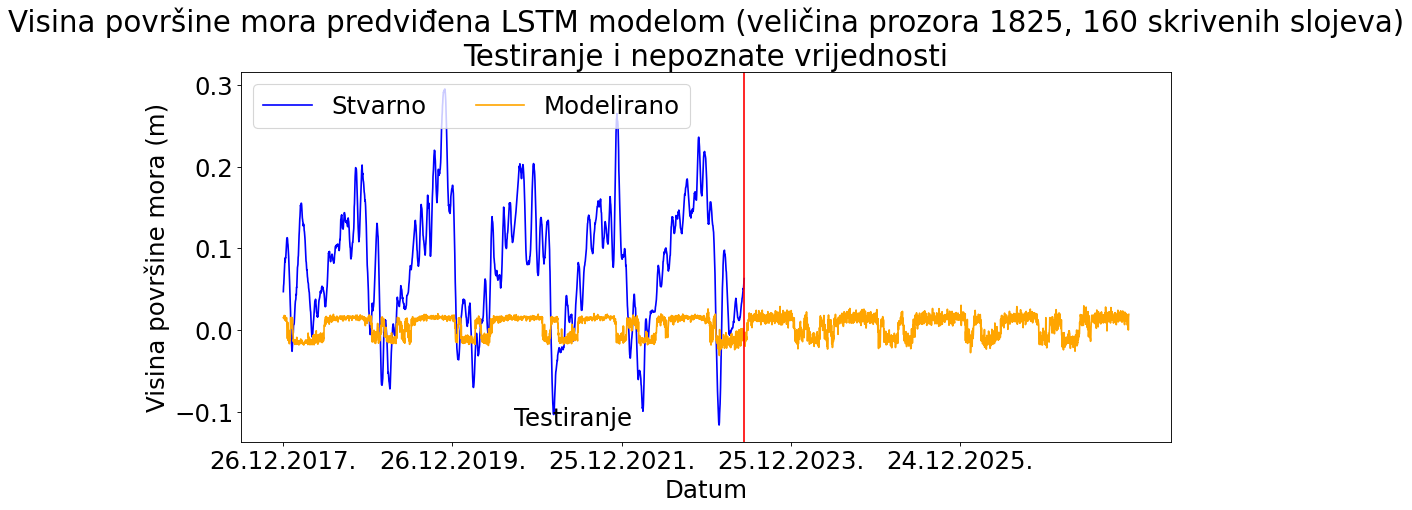 Visina površine mora predviđena LSTM modelom (veličina prozora 1825, 160 skrivenih slojeva)
Testiranje i nepoznate vrijednosti
Stvarno Modelirano
Visina površine mora (m)
0.3
0.2
0.1
0.0
−0.1
Testiranje
26.12.2017. 26.12.2019. 25.12.2021. 25.12.2023. 24.12.2025.
Datum